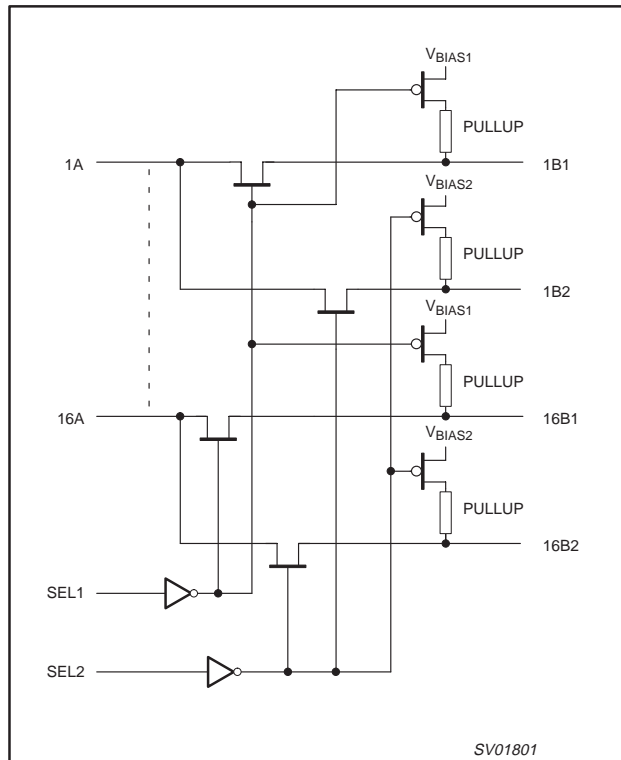 VBIAS1
PULLUP
1A
1B1
VBIAS2
PULLUP
1B2
VBIAS1
PULLUP
16A
16B1
VBIAS2
PULLUP
16B2
SEL1
SEL2
SV01801